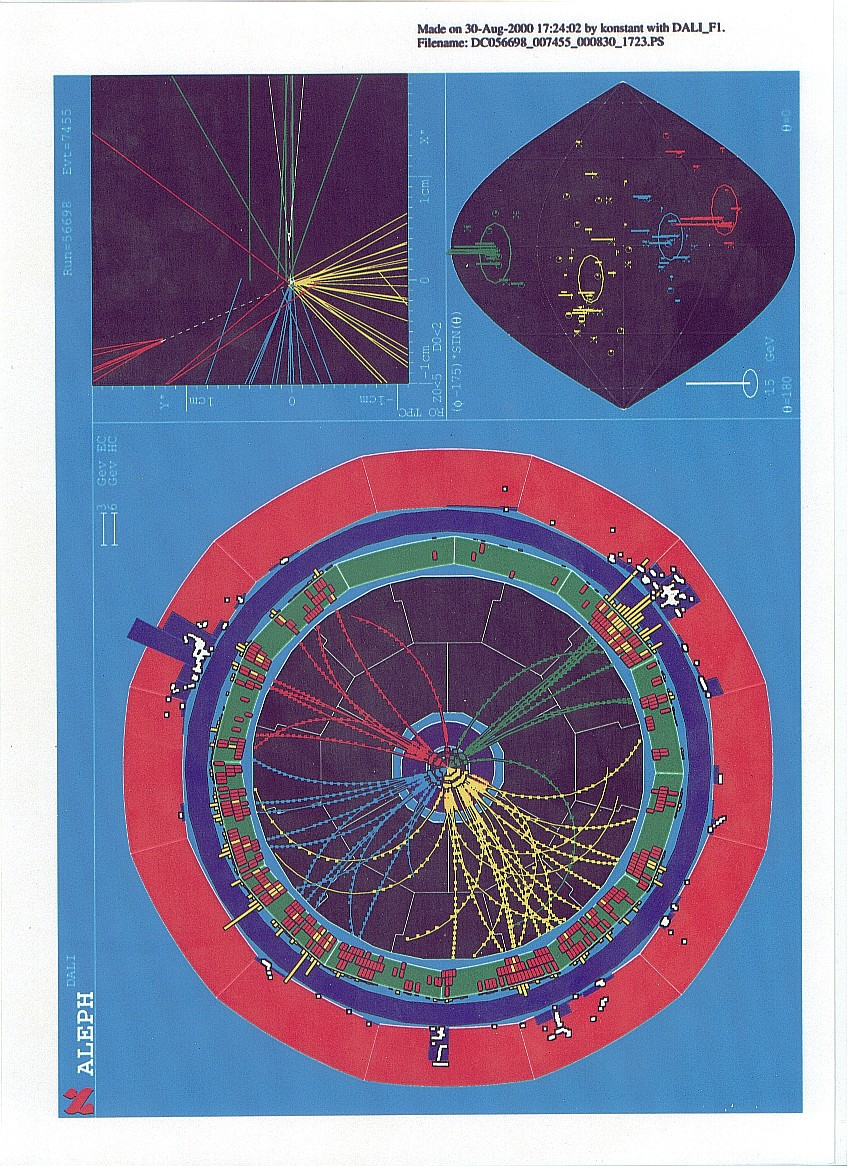 Made on 30-Aug-2000 17:24:02 by konstant with DALI_F1.
Filename: DC056698_007455_000830_1723.PS
ALEPH
DALI
Run=56698 Evt=7455
3 Gev EC
6 Gev HC
Y"
1cm
0
-1cm
X"
1cm
0
-1cm
Z0<5 D0<2
RO TPC
(φ-175)*SIN(θ)
15 GeV
θ=180
θ=0